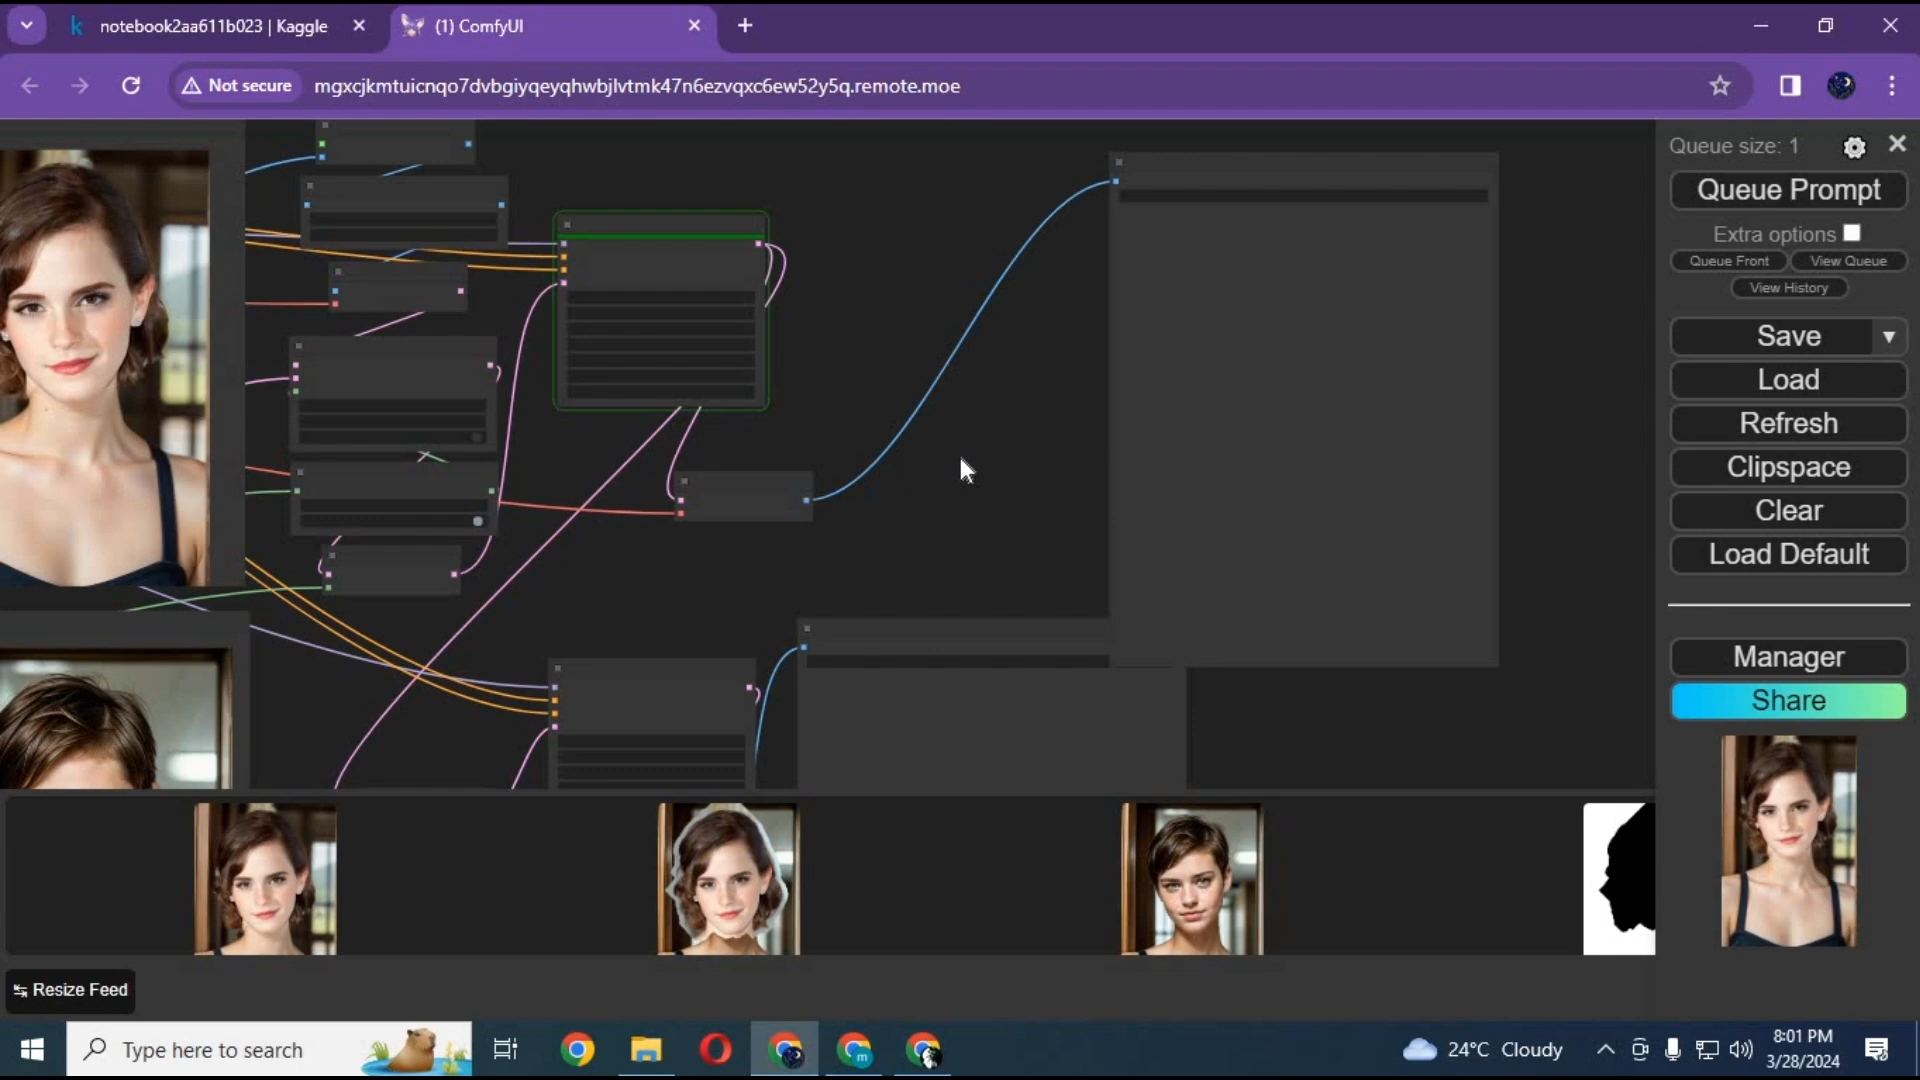 notebook2aa611b023 | Kaggle
(1) ComfyUI
Not secure
mgxcjkmtuicnqo7dvbgiyqeyqhwbjlvtmk47n6ezvqxc6ew52y5q.remote.moe
Queue size: 1
Queue Prompt
Extra options
Queue Front
View Queue
View History
Save
Load
Refresh
Clipspace
Clear
Load Default
Manager
Share
Resize Feed
Type here to search
24°C Cloudy
8:01 PM
3/28/2024